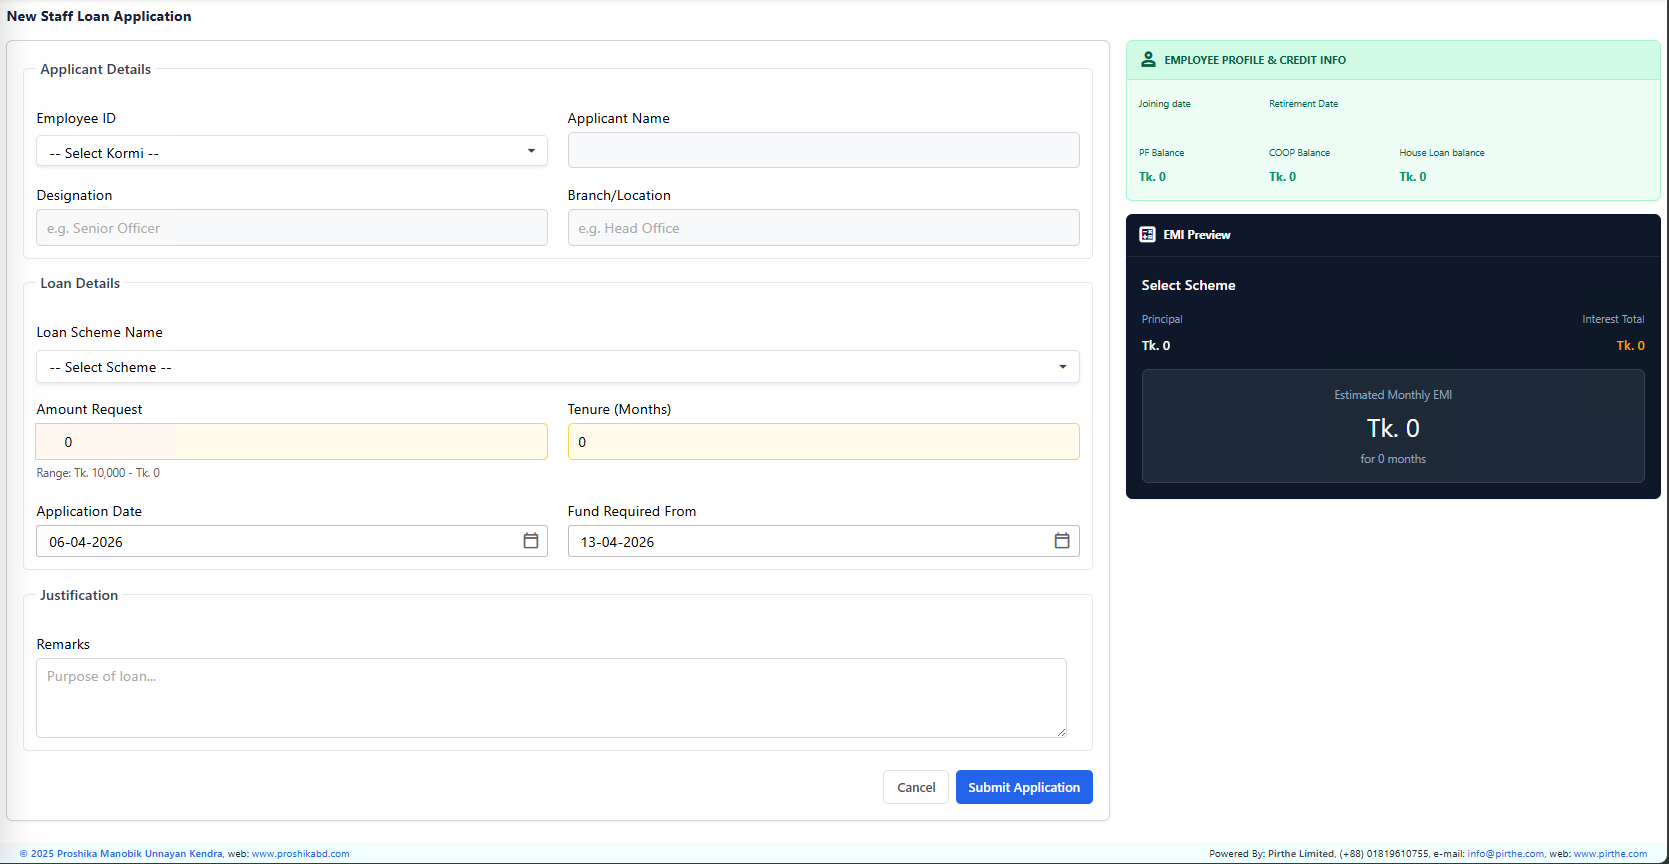 New Staff Loan Application
Applicant Details
Employee ID
-- Select Kormi --
Applicant Name
Designation
e.g. Senior Officer
Branch/Location
e.g. Head Office
Loan Details
Loan Scheme Name
-- Select Scheme --
Amount Request
0
Range: Tk. 10,000 - Tk. 0
Tenure (Months)
0
Application Date
06-04-2026
Fund Required From
13-04-2026
Justification
Remarks
Purpose of loan...
Cancel
Submit Application
EMPLOYEE PROFILE & CREDIT INFO
Joining date
Retirement Date
PF Balance
Tk. 0
COOP Balance
Tk. 0
House Loan balance
Tk. 0
EMI Preview
Select Scheme
Principal
Tk. 0
Interest Total
Tk. 0
Estimated Monthly EMI
Tk. 0
for 0 months
© 2025 Proshika Manobik Unnayan Kendra, web: www.proshikabd.com
Powered By: Pirthe Limited, (+88) 01819610755, e-mail: info@pirthe.com, web: www.pirthe.com